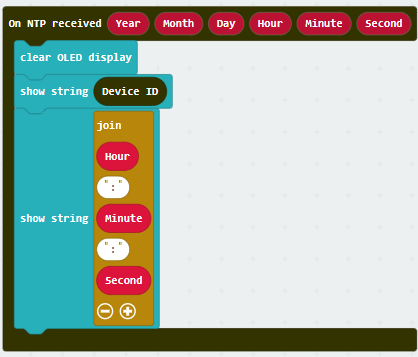 On NTP received Year Month Day Hour Minute Second
clear OLED display
show string Device ID
join
Hour
":"
show string Minute
":"
Second